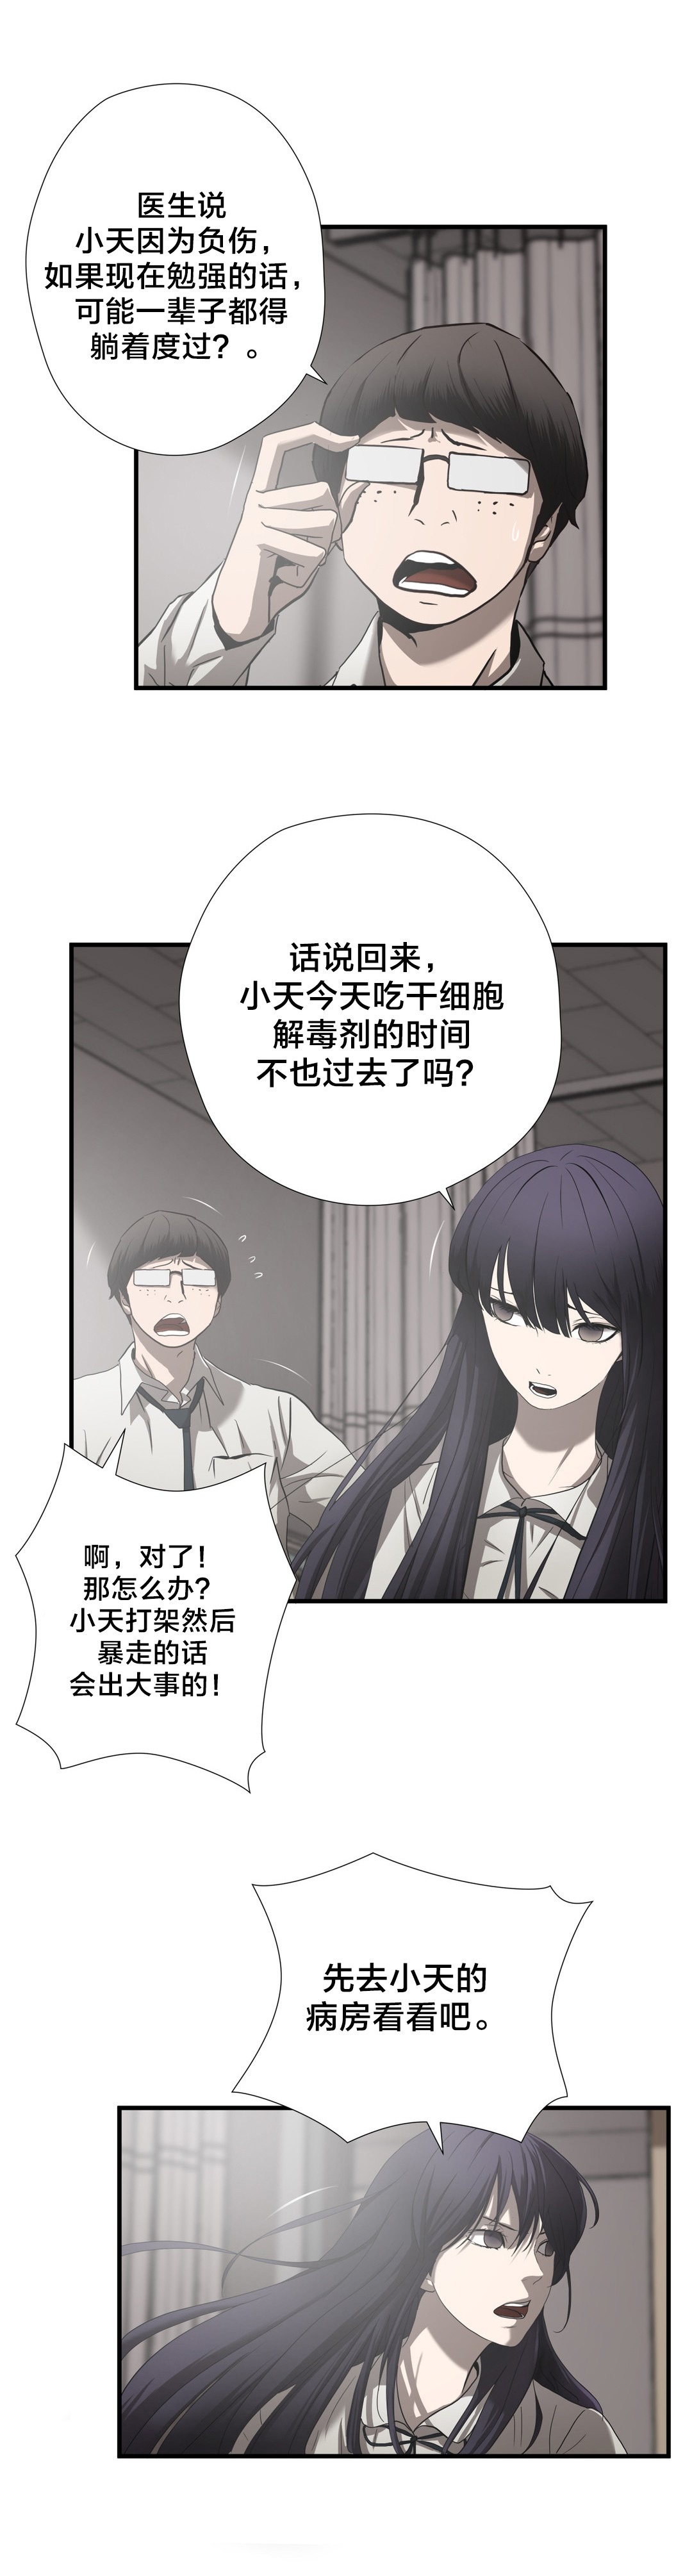 医生说
小天因为负伤，
如果现在勉强的话，
可能一辈子都得
躺着度过？。
话说回来，
小天今天吃干细胞
解毒剂的时间
不也过去了吗？
啊，对了！
那怎么办？
小天打架然后
暴走的话
会出大事的！
先去小天的
病房看看吧。